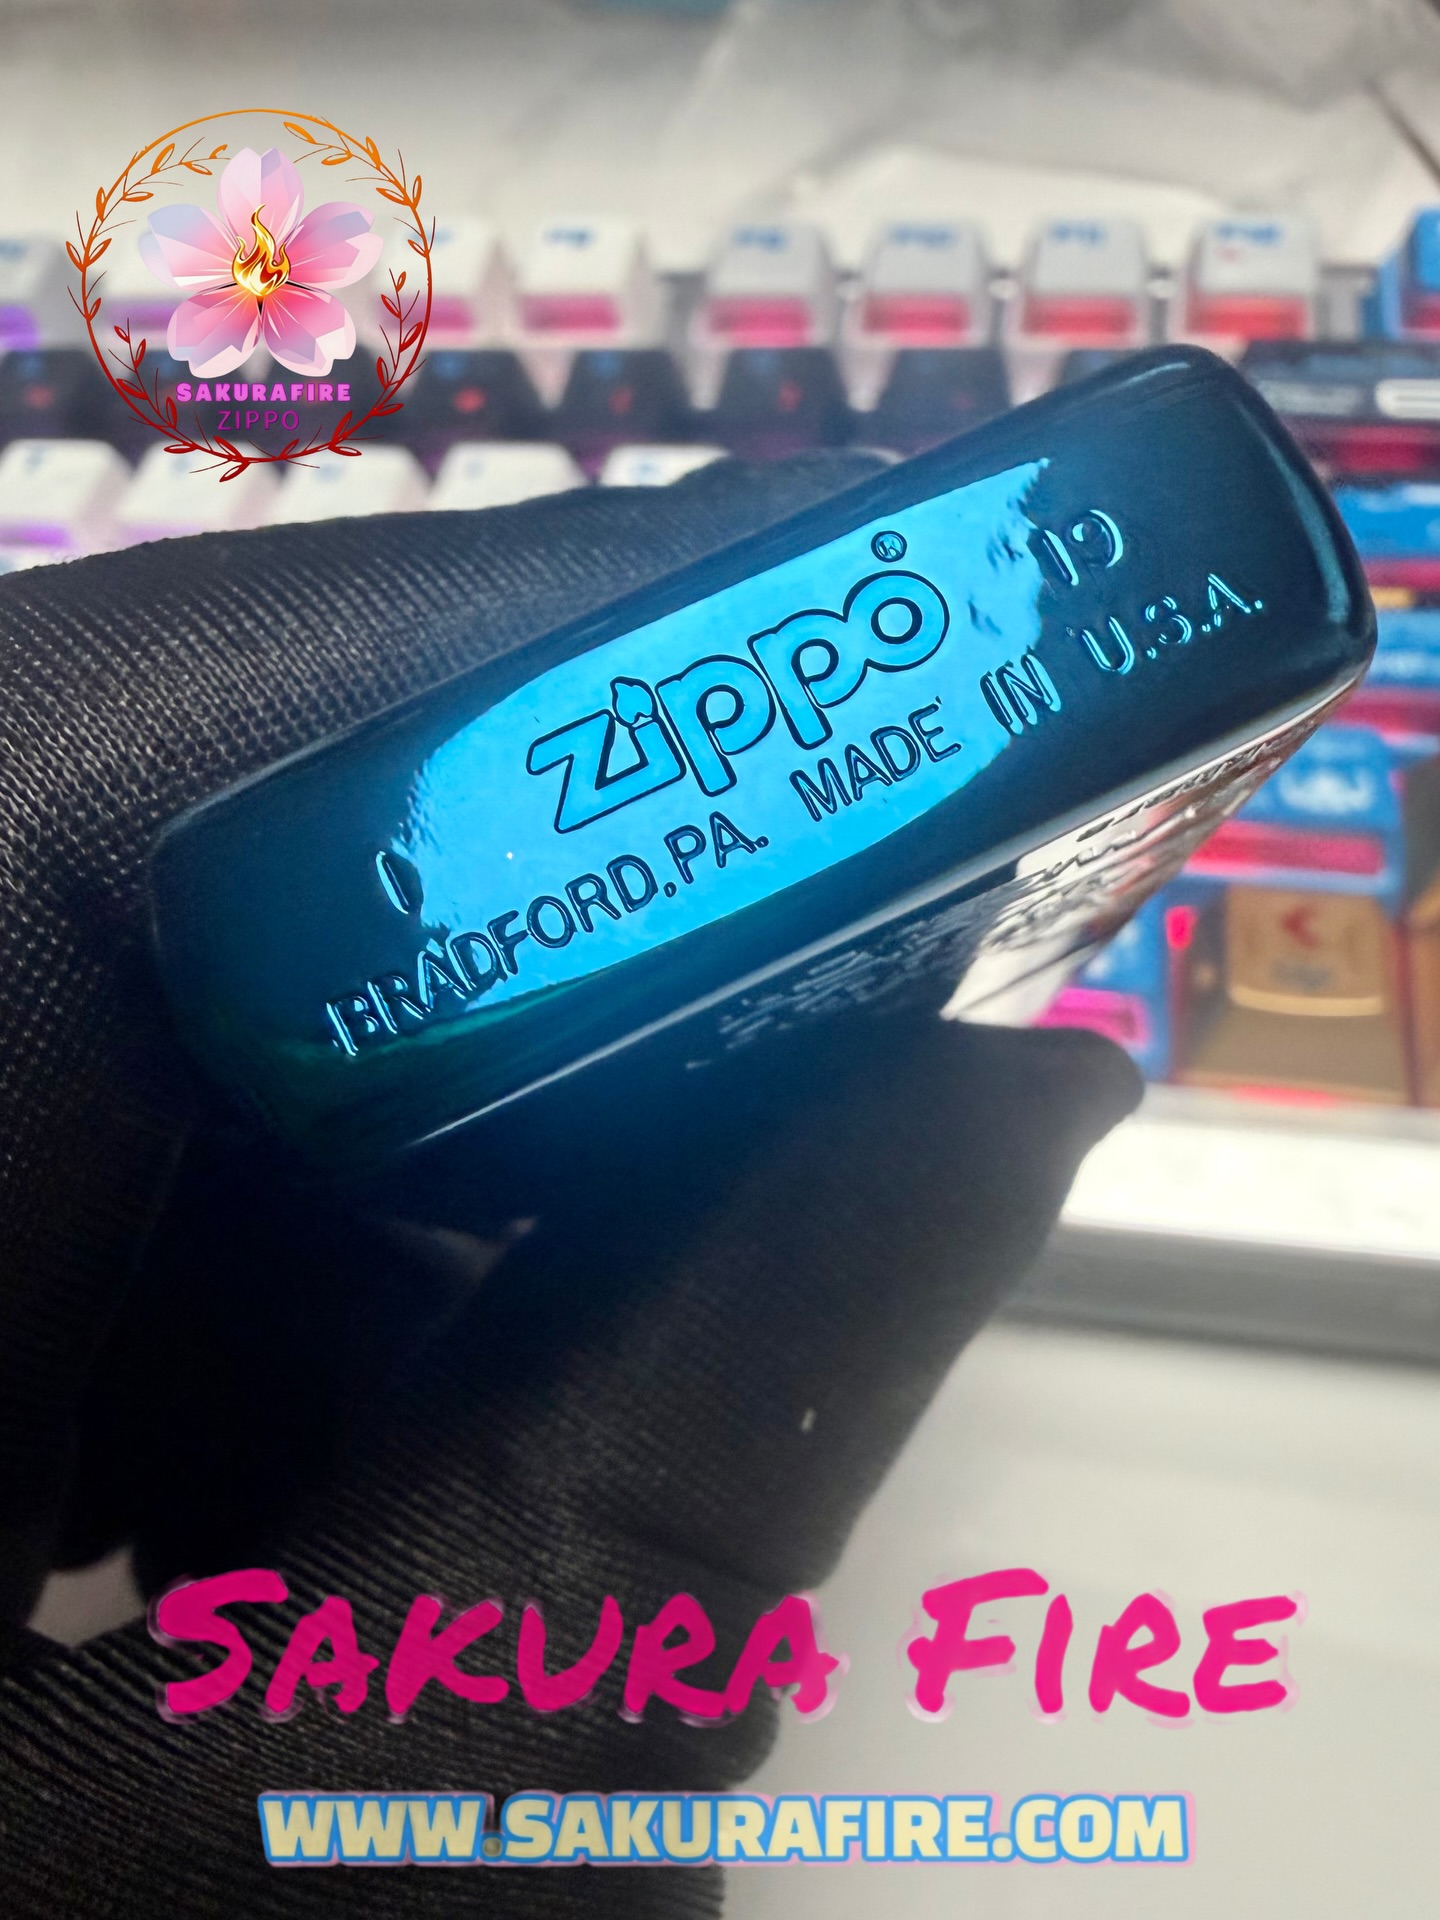 SAKURAFIRE
ZIPPO
zippo ®
I 19
BRADFORD, PA. MADE IN U.S.A.
SAKURA FIRE
WWW.SAKURAFIRE.COM